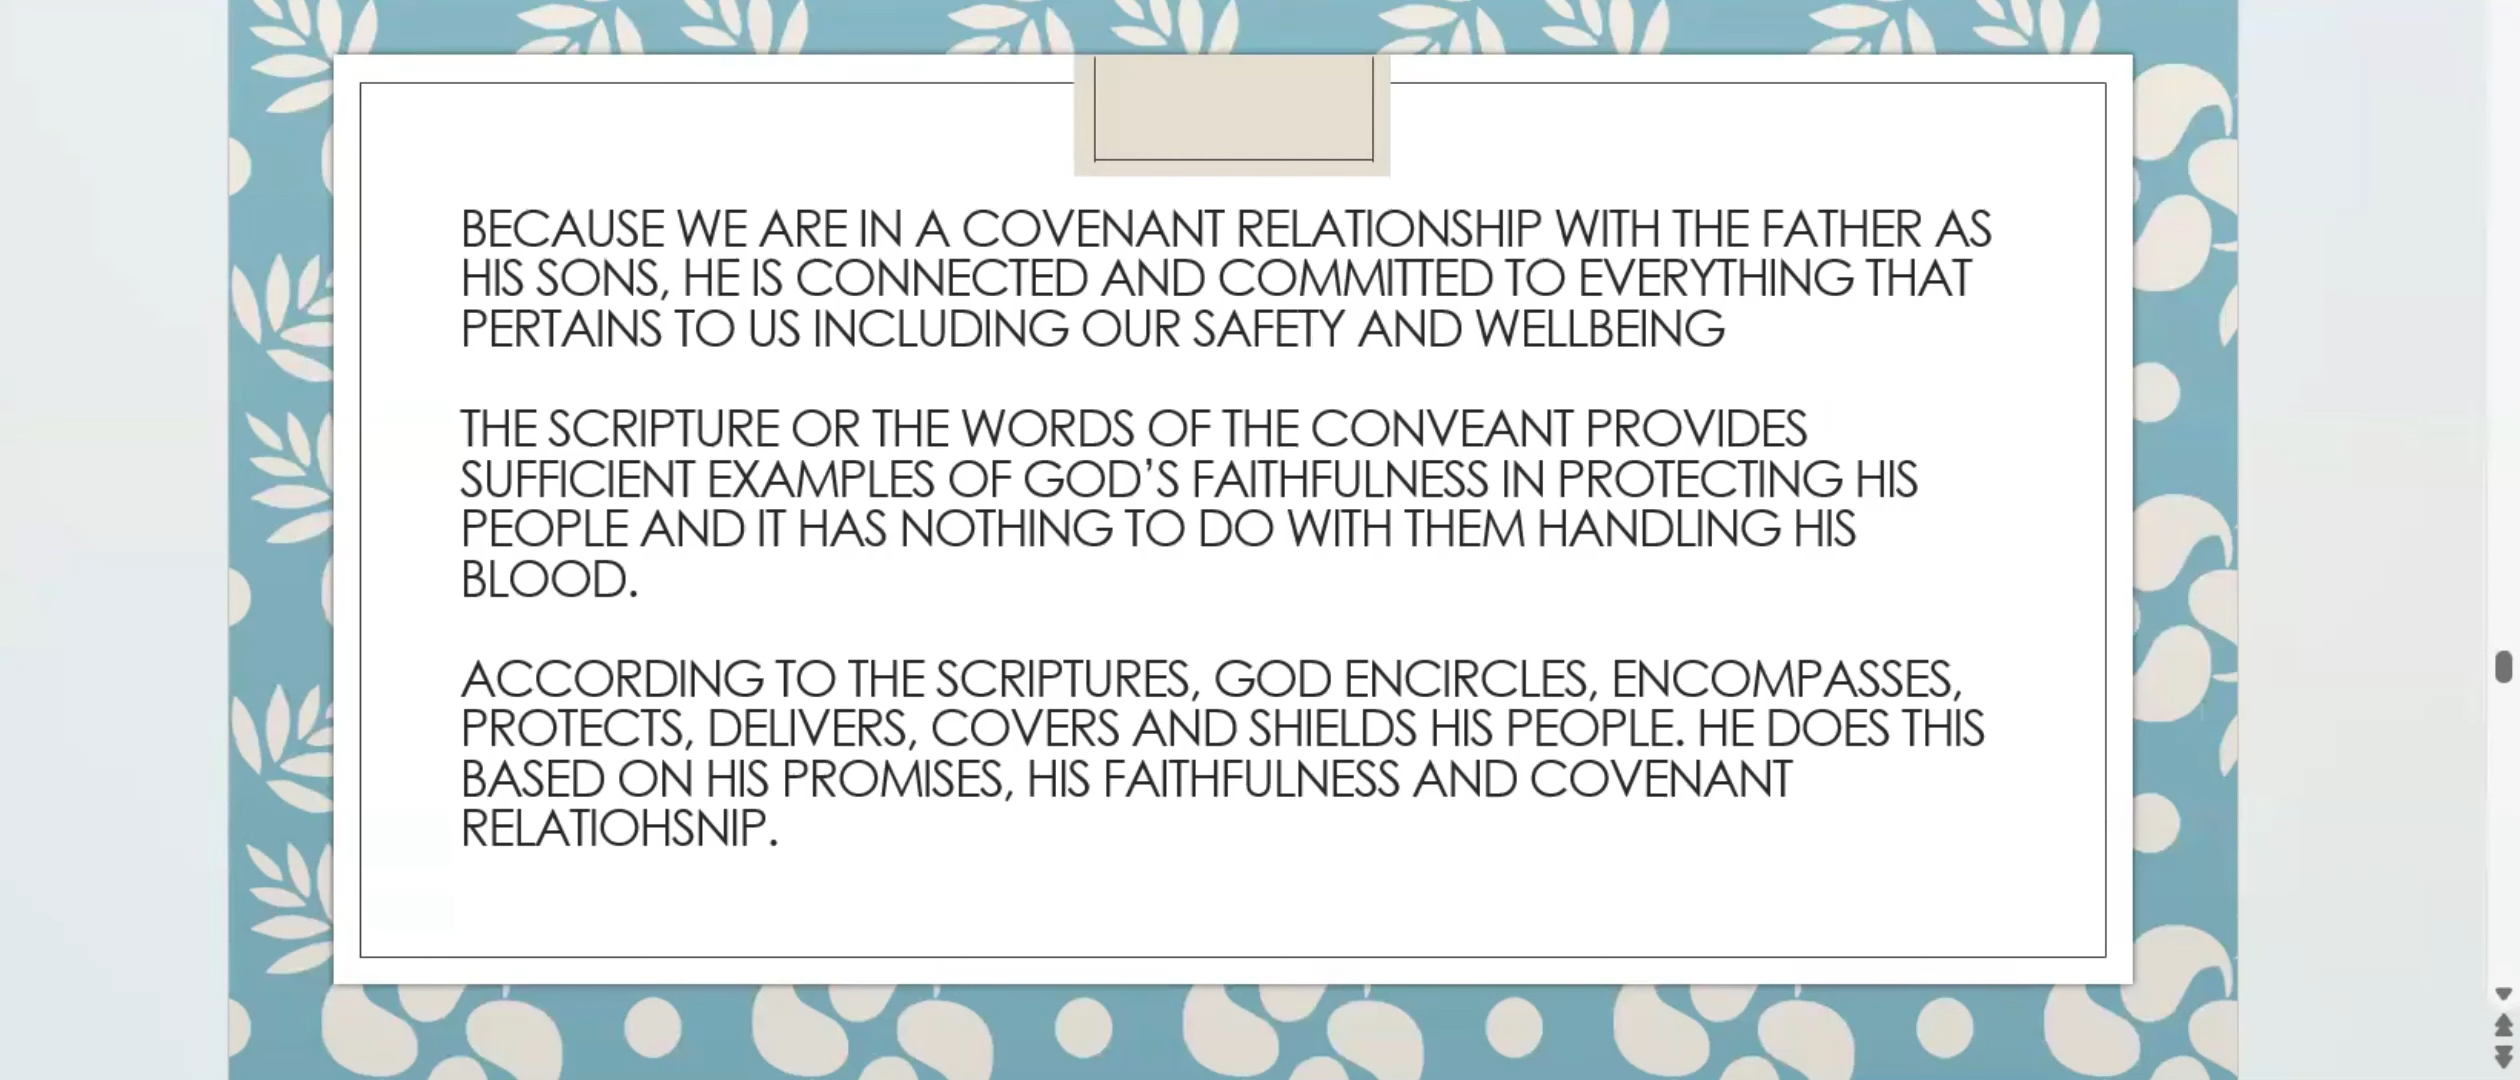 BECAUSE WE ARE IN A COVENANT RELATIONSHIP WITH THE FATHER AS
HIS SONS, HE IS CONNECTED AND COMMITTED TO EVERYTHING THAT
PERTAINS TO US INCLUDING OUR SAFETY AND WELLBEING
THE SCRIPTURE OR THE WORDS OF THE CONVEANT PROVIDES
SUFFICIENT EXAMPLES OF GOD’S FAITHFULNESS IN PROTECTING HIS
PEOPLE AND IT HAS NOTHING TO DO WITH THEM HANDLING HIS
BLOOD.
ACCORDING TO THE SCRIPTURES, GOD ENCIRCLES, ENCOMPASSES,
PROTECTS, DELIVERS, COVERS AND SHIELDS HIS PEOPLE. HE DOES THIS
BASED ON HIS PROMISES, HIS FAITHFULNESS AND COVENANT
RELATIOHSNIP.